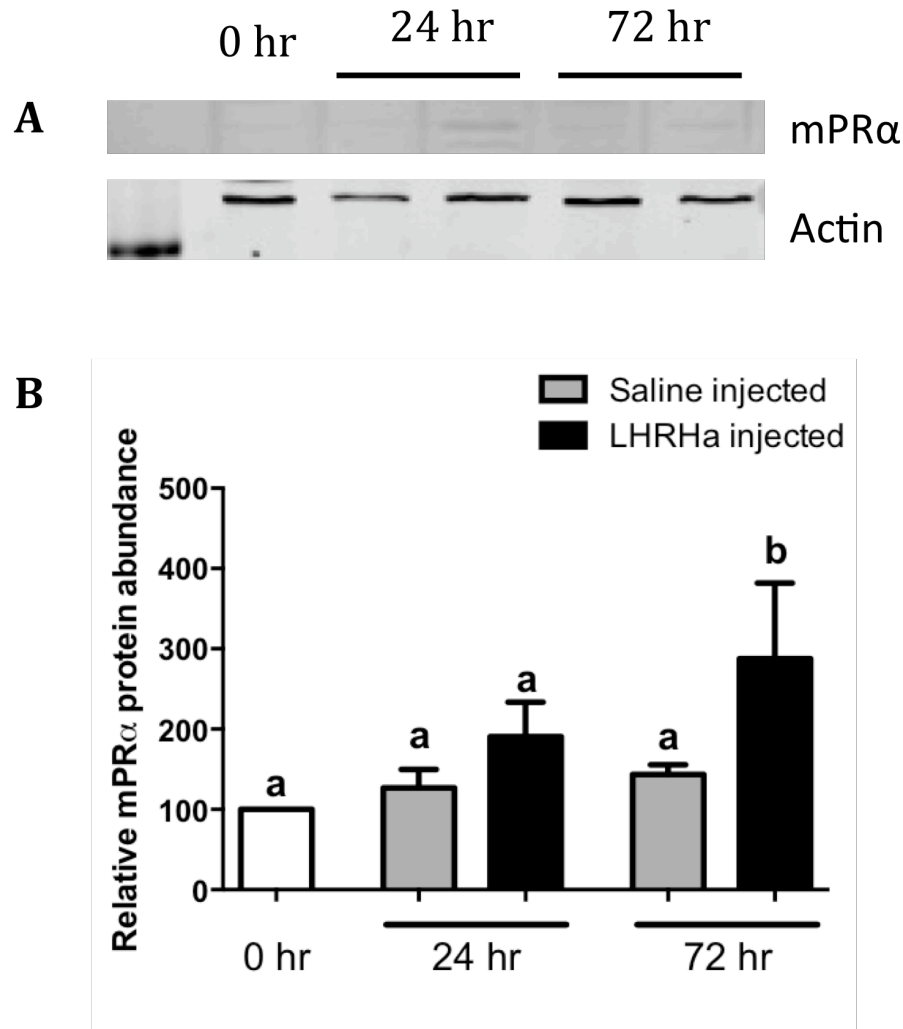 0 hr
24 hr
72 hr
A
mPRα
Actin
B
Saline injected
LHRHa injected
Relative mPRα protein abundance
500
400
300
200
100
0
a
a
a
a
b
0 hr
24 hr
72 hr